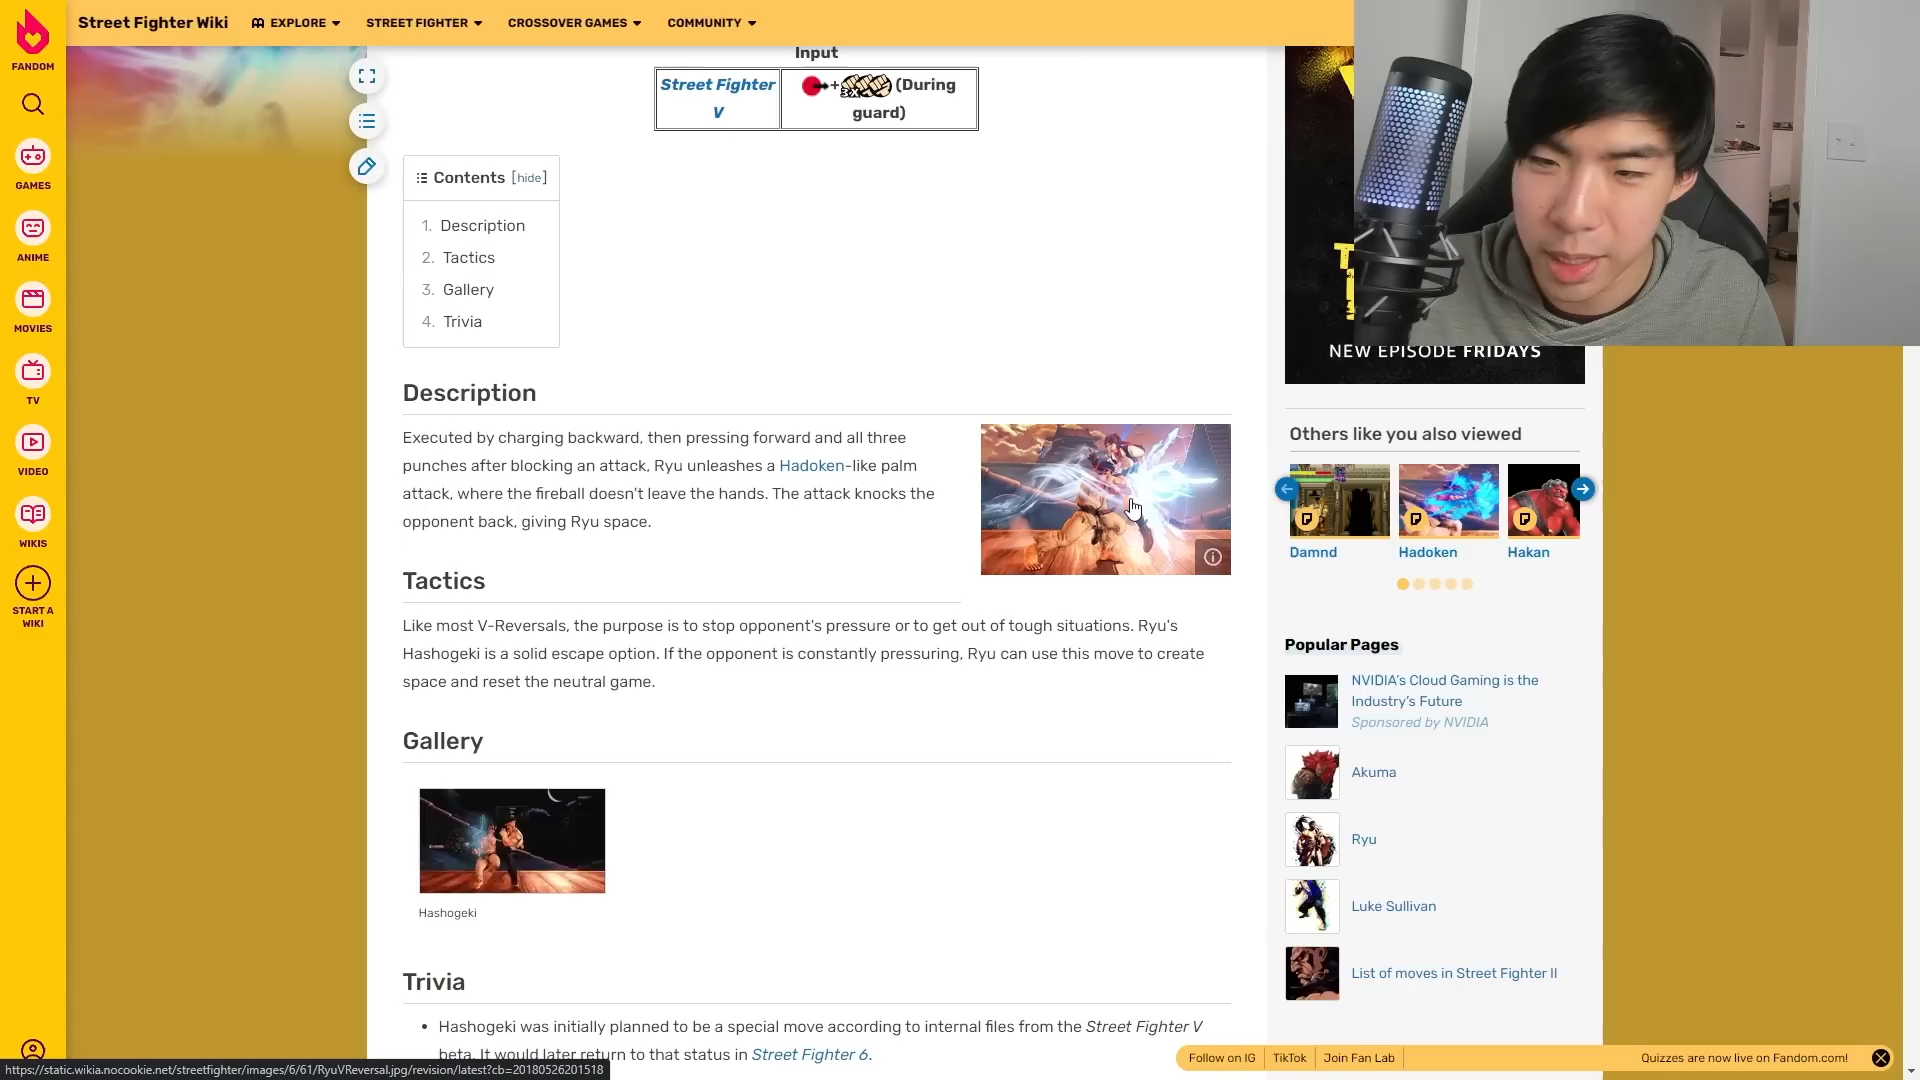 Street Fighter Wiki
EXPLORE
STREET FIGHTER
CROSSOVER GAMES
COMMUNITY
FANDOM
GAMES
ANIME
MOVIES
TV
VIDEO
WIKIS
START A
WIKI
Input
Street Fighter
V
+
3x
(During
guard)
Contents [hide]
1. Description
2. Tactics
3. Gallery
4. Trivia
Description
Executed by charging backward, then pressing forward and all three
punches after blocking an attack, Ryu unleashes a Hadoken-like palm
attack, where the fireball doesn't leave the hands. The attack knocks the
opponent back, giving Ryu space.
Tactics
Like most V-Reversals, the purpose is to stop opponent's pressure or to get out of tough situations. Ryu's
Hashogeki is a solid escape option. If the opponent is constantly pressuring, Ryu can use this move to create
space and reset the neutral game.
Gallery
Hashogeki
Trivia
• Hashogeki was initially planned to be a special move according to internal files from the Street Fighter V
beta. It would later return to that status in Street Fighter 6.
NEW EPISODE FRIDAYS
Others like you also viewed
Damnd
Hadoken
Hakan
Popular Pages
NVIDIA's Cloud Gaming is the
Industry's Future
Sponsored by NVIDIA
Akuma
Ryu
Luke Sullivan
List of moves in Street Fighter II
Follow on IG
TikTok
Join Fan Lab
Quizzes are now live on Fandom.com!
https://static.wikia.nocookie.net/streetfighter/images/6/61/RyuVReversal.jpg/revision/latest?cb=20180526201518